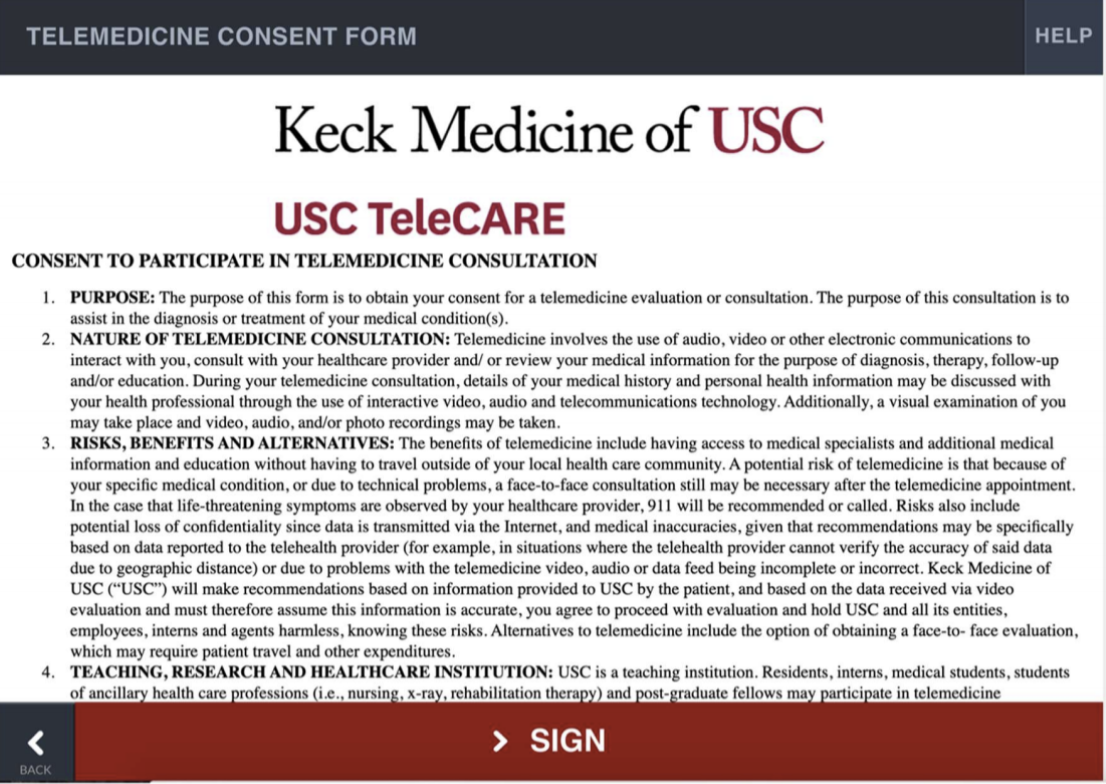 TELEMEDICINE CONSENT FORM
HELP
Keck Medicine of USC
USC TeleCARE
CONSENT TO PARTICIPATE IN TELEMEDICINE CONSULTATION
1. PURPOSE: The purpose of this form is to obtain your consent for a telemedicine evaluation or consultation. The purpose of this consultation is to
assist in the diagnosis or treatment of your medical condition(s).
2. NATURE OF TELEMEDICINE CONSULTATION: Telemedicine involves the use of audio, video or other electronic communications to
interact with you, consult with your healthcare provider and/ or review your medical information for the purpose of diagnosis, therapy, follow-up
and/or education. During your telemedicine consultation, details of your medical history and personal health information may be discussed with
your health professional through the use of interactive video, audio and telecommunications technology. Additionally, a visual examination of you
may take place and video, audio, and/or photo recordings may be taken.
3. RISKS, BENEFITS AND ALTERNATIVES: The benefits of telemedicine include having access to medical specialists and additional medical
information and education without having to travel outside of your local health care community. A potential risk of telemedicine is that because of
your specific medical condition, or due to technical problems, a face-to-face consultation still may be necessary after the telemedicine appointment.
In the case that life-threatening symptoms are observed by your healthcare provider, 911 will be recommended or called. Risks also include
potential loss of confidentiality since data is transmitted via the Internet, and medical inaccuracies, given that recommendations may be specifically
based on data reported to the telehealth provider (for example, in situations where the telehealth provider cannot verify the accuracy of said data
due to geographic distance) or due to problems with the telemedicine video, audio or data feed being incomplete or incorrect. Keck Medicine of
USC (“USC”) will make recommendations based on information provided to USC by the patient, and based on the data received via video
evaluation and must therefore assume this information is accurate, you agree to proceed with evaluation and hold USC and all its entities,
employees, interns and agents harmless, knowing these risks. Alternatives to telemedicine include the option of obtaining a face-to- face evaluation,
which may require patient travel and other expenditures.
4. TEACHING, RESEARCH AND HEALTHCARE INSTITUTION: USC is a teaching institution. Residents, interns, medical students, students
of ancillary health care professions (i.e., nursing, x-ray, rehabilitation therapy) and post-graduate fellows may participate in telemedicine
SIGN
BACK